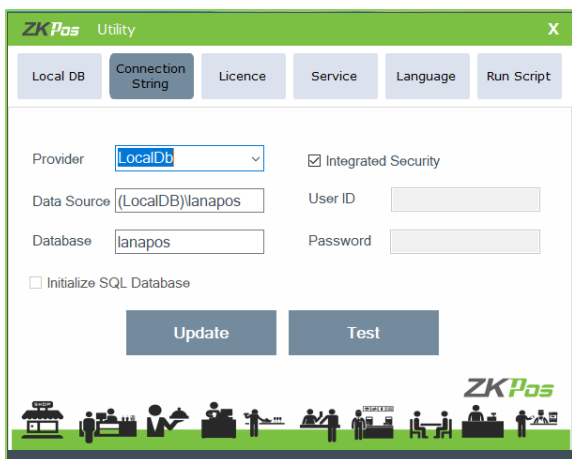 ZKPos Utility X
Local DB
Connection
String
Licence
Service
Language
Run Script
Provider
LocalDb
Integrated Security
Data Source
(LocalDB)\lanapos
User ID
Database
lanapos
Password
Initialize SQL Database
Update
Test
ZKPos
SHOP